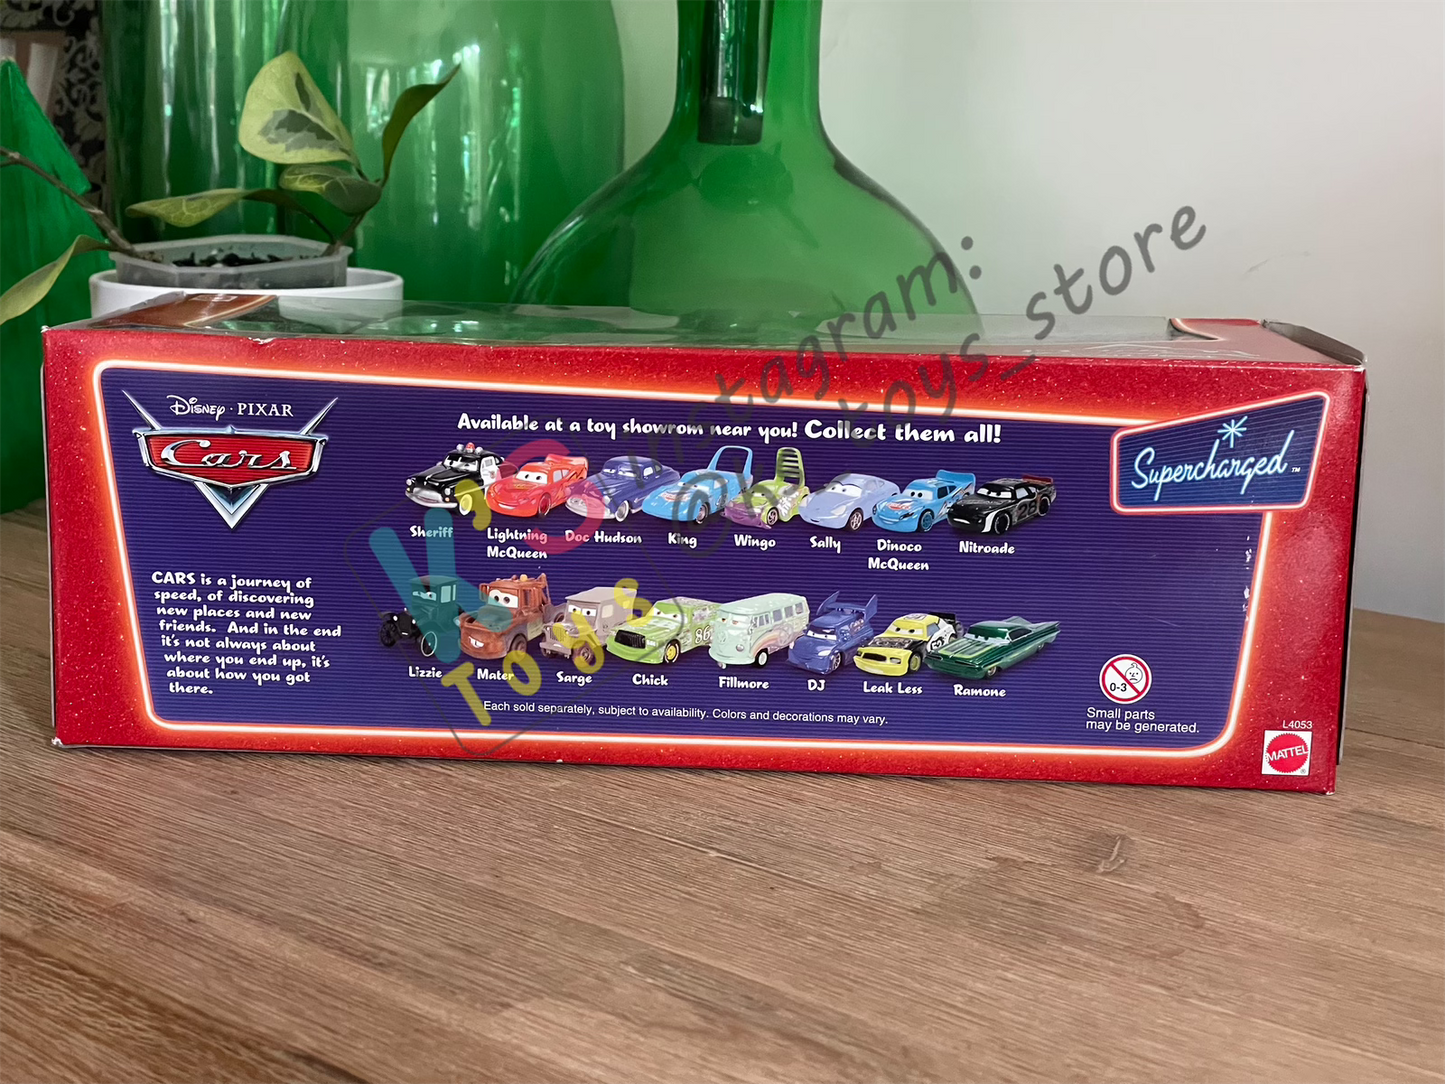 Disney · PIXAR
Cars
Available at a toy showrom near you! Collect them all!
Supercharged™
Sheriff
Lightning
McQueen
Doc Hudson
King
Wingo
Sally
Dinoco
McQueen
Nitroade
CARS is a journey of
speed, of discovering
new places and new
friends. And in the end
it's not always about
where you end up, it's
about how you got
there.
Lizzie
Mater
Sarge
Chick
Fillmore
DJ
Leak Less
Ramone
Each sold separately, subject to availability. Colors and decorations may vary.
0-3
Small parts
may be generated.
L4053
MATTEL
®
K's
Toys
Instagram: